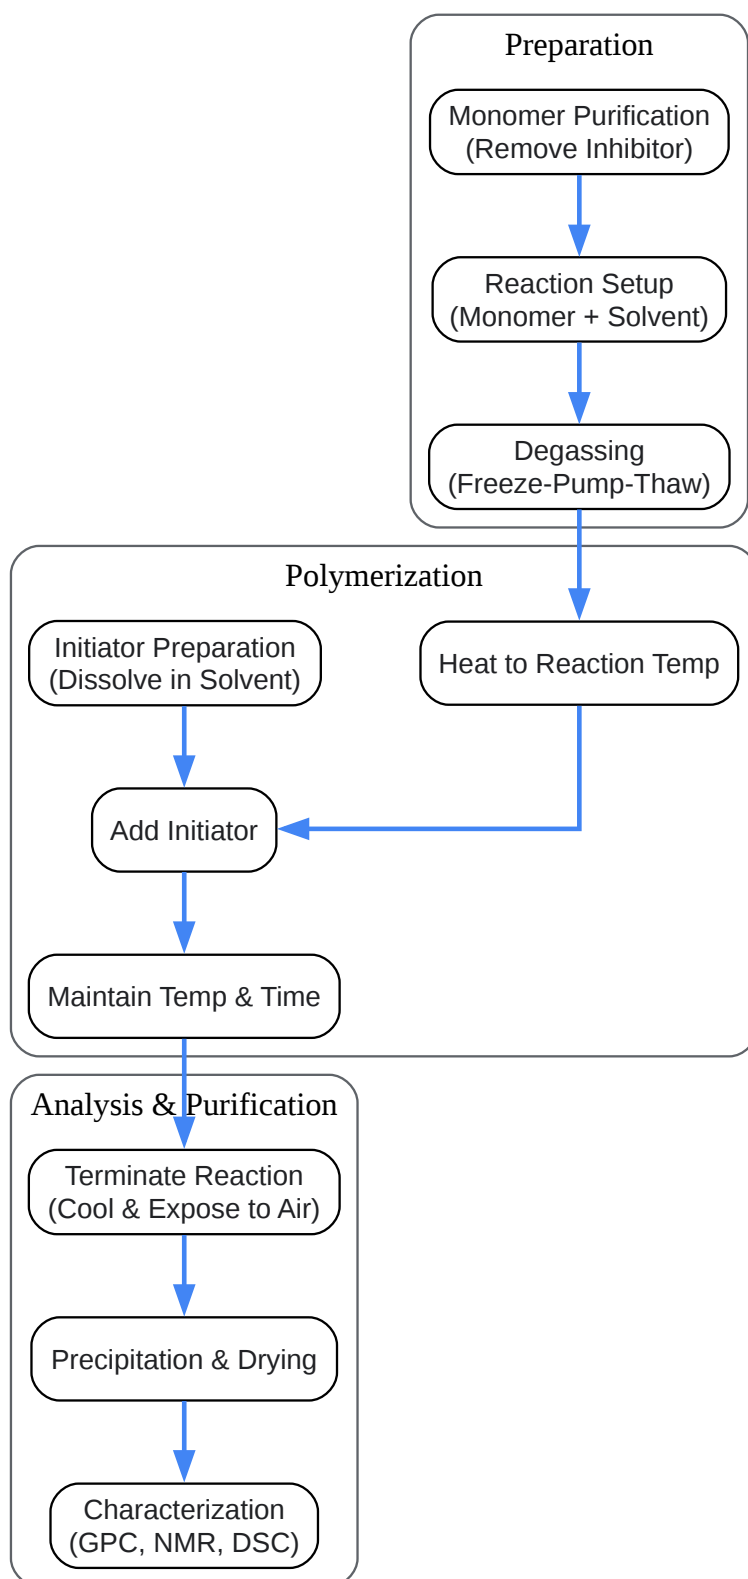 Preparation
Monomer Purification
(Remove Inhibitor)
Reaction Setup
(Monomer + Solvent)
Degassing
(Freeze-Pump-Thaw)
Polymerization
Initiator Preparation
(Dissolve in Solvent)
Heat to Reaction Temp
Add Initiator
Maintain Temp & Time
Analysis & Purification
Terminate Reaction
(Cool & Expose to Air)
Precipitation & Drying
Characterization
(GPC, NMR, DSC)